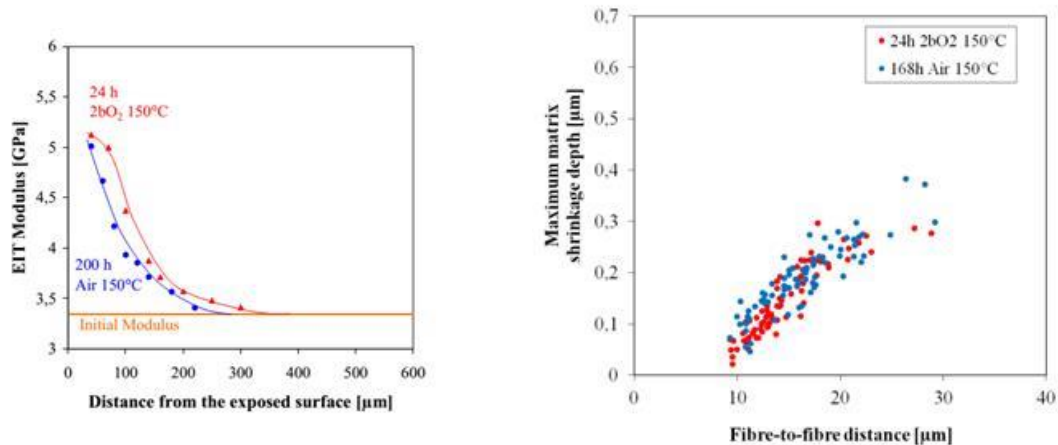 6
5,5
5
4,5
4
3,5
3
EIT Modulus [GPa]
24 h
2bO₂ 150°C
200 h
Air 150°C
Initial Modulus
0 100 200 300 400 500 600
Distance from the exposed surface [µm]
0,7
0,6
0,5
0,4
0,3
0,2
0,1
0
Maximum matrix
shrinkage depth [µm]
24h 2bO2 150°C
168h Air 150°C
10 20 30 40
Fibre-to-fibre distance [µm]